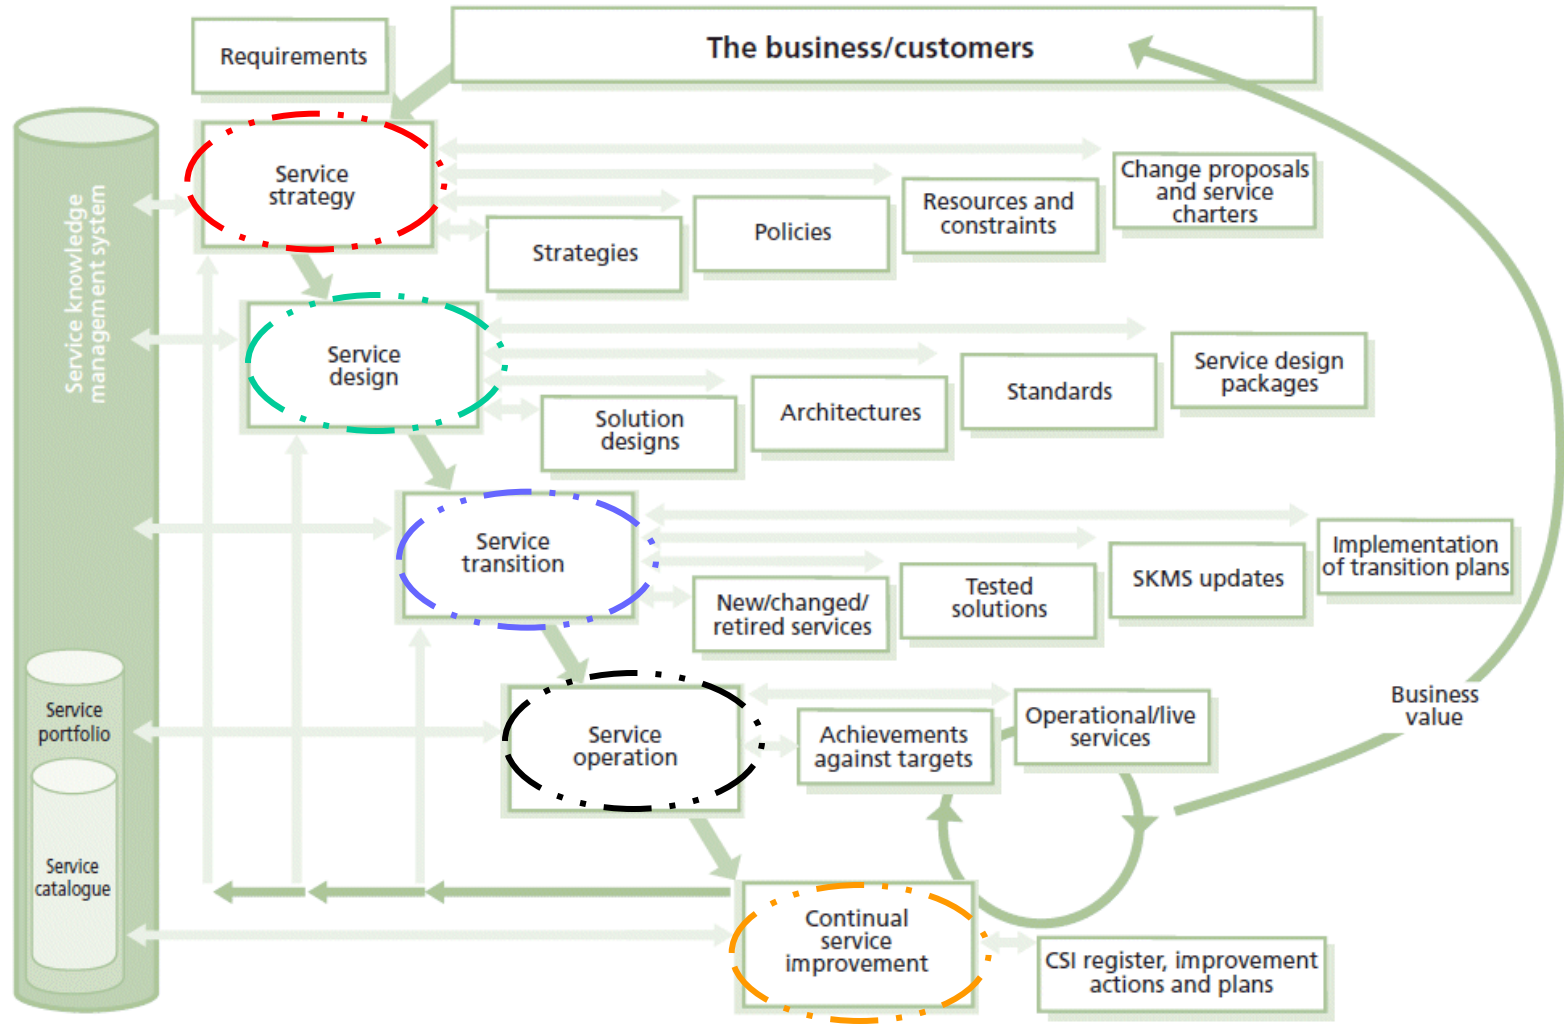 Requirements
The business/customers
Service knowledge
management system
Service
strategy
Strategies
Policies
Resources and
constraints
Change proposals
and service
charters
Service
design
Solution
designs
Architectures
Standards
Service design
packages
Service
transition
New/changed/
retired services
Tested
solutions
SKMS updates
Implementation
of transition plans
Service
portfolio
Service
operation
Achievements
against targets
Operational/live
services
Business
value
Service
catalogue
Continual
service
improvement
CSI register, improvement
actions and plans